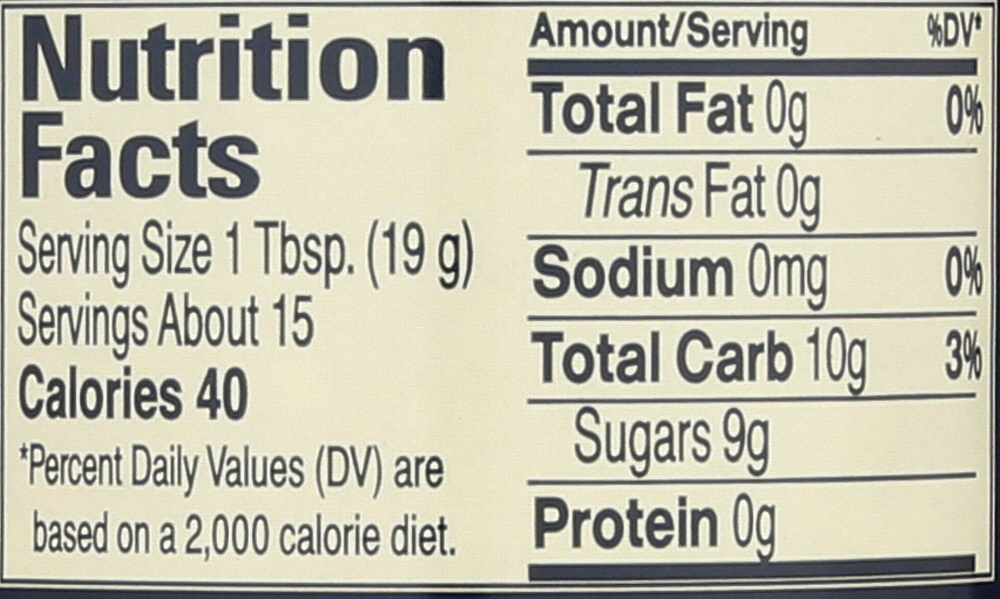 Nutrition
Facts
Serving Size 1 Tbsp. (19 g)
Servings About 15
Calories 40
*Percent Daily Values (DV) are
based on a 2,000 calorie diet.
Amount/Serving %DV*
Total Fat 0g 0%
Trans Fat 0g
Sodium 0mg 0%
Total Carb 10g 3%
Sugars 9g
Protein 0g